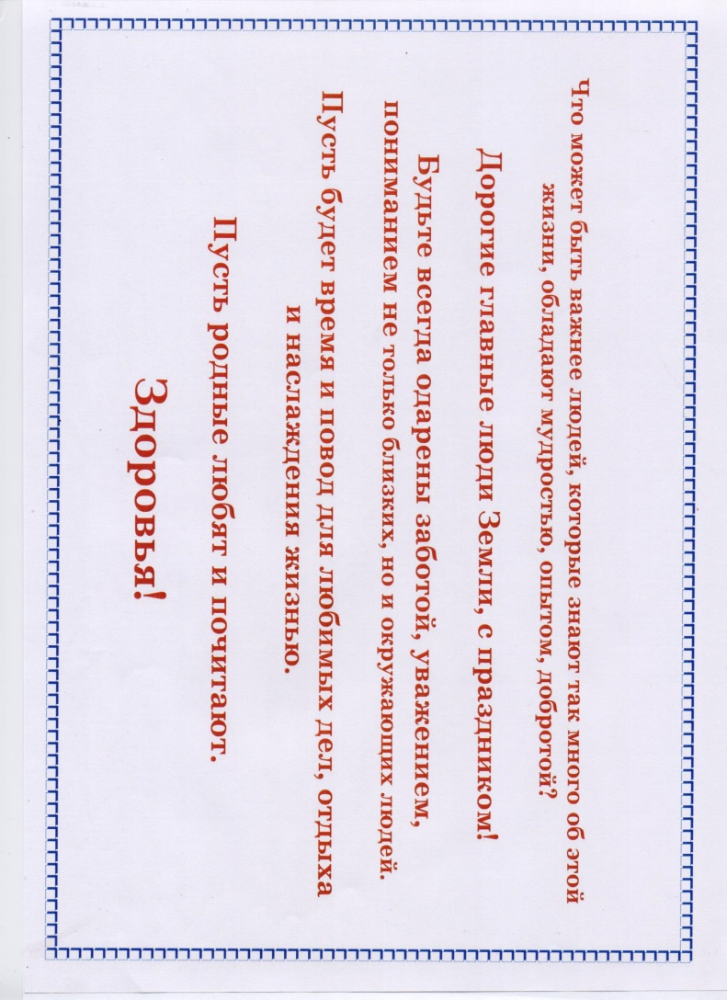 Что может быть важнее людей, которые знают так много об этой
жизни, обладают мудростью, опытом, добротой?
Дорогие главные люди Земли, с праздником!
Будьте всегда одарены заботой, уважением,
пониманием не только близких, но и окружающих людей.
Пусть будет время и повод для любимых дел, отдыха
и наслаждения жизнью.
Пусть родные любят и почитают.
Здоровья!